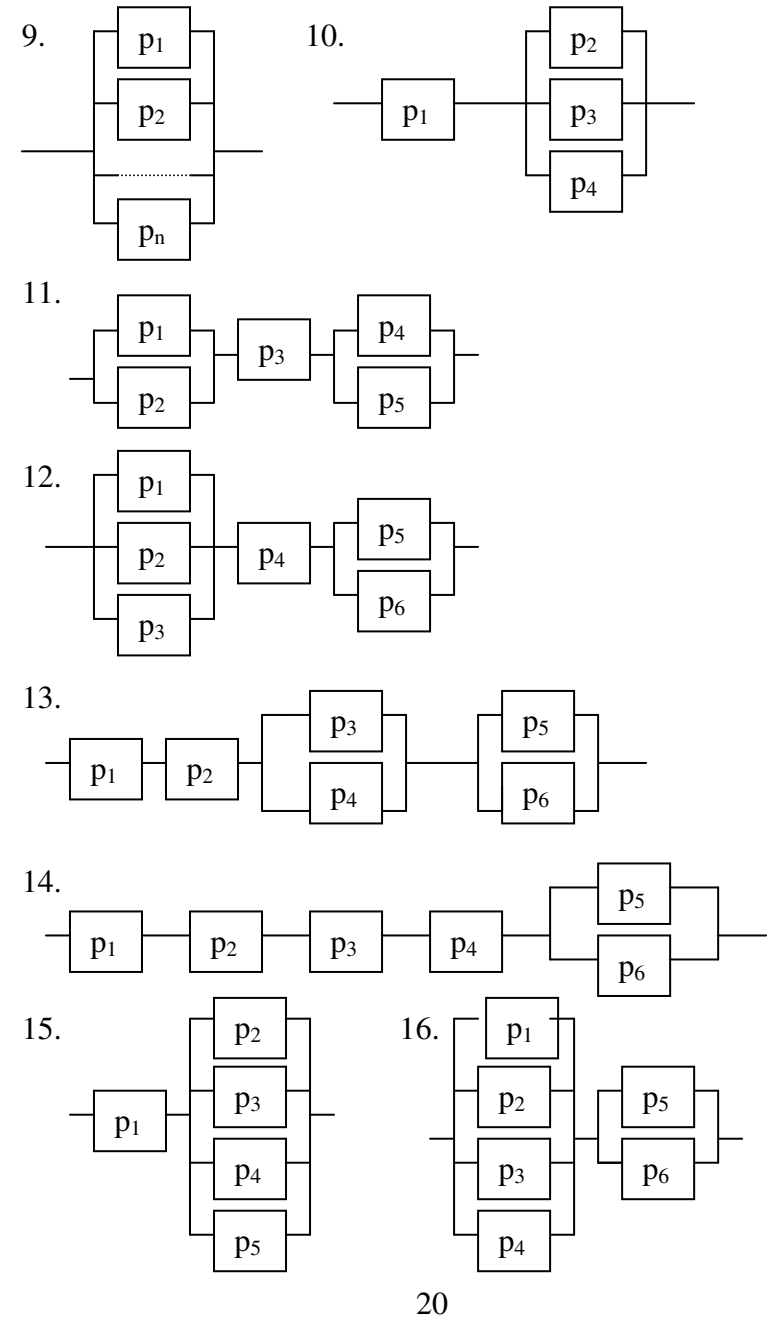 9.
p₁
p₂
pₙ
10.
p₁
p₂
p₃
p₄
11.
p₁
p₂
p₃
p₄
p₅
12.
p₁
p₂
p₃
p₄
p₅
p₆
13.
p₁
p₂
p₃
p₄
p₅
p₆
14.
p₁
p₂
p₃
p₄
p₅
p₆
15.
p₁
p₂
p₃
p₄
p₅
16.
p₁
p₂
p₃
p₄
p₅
p₆
20